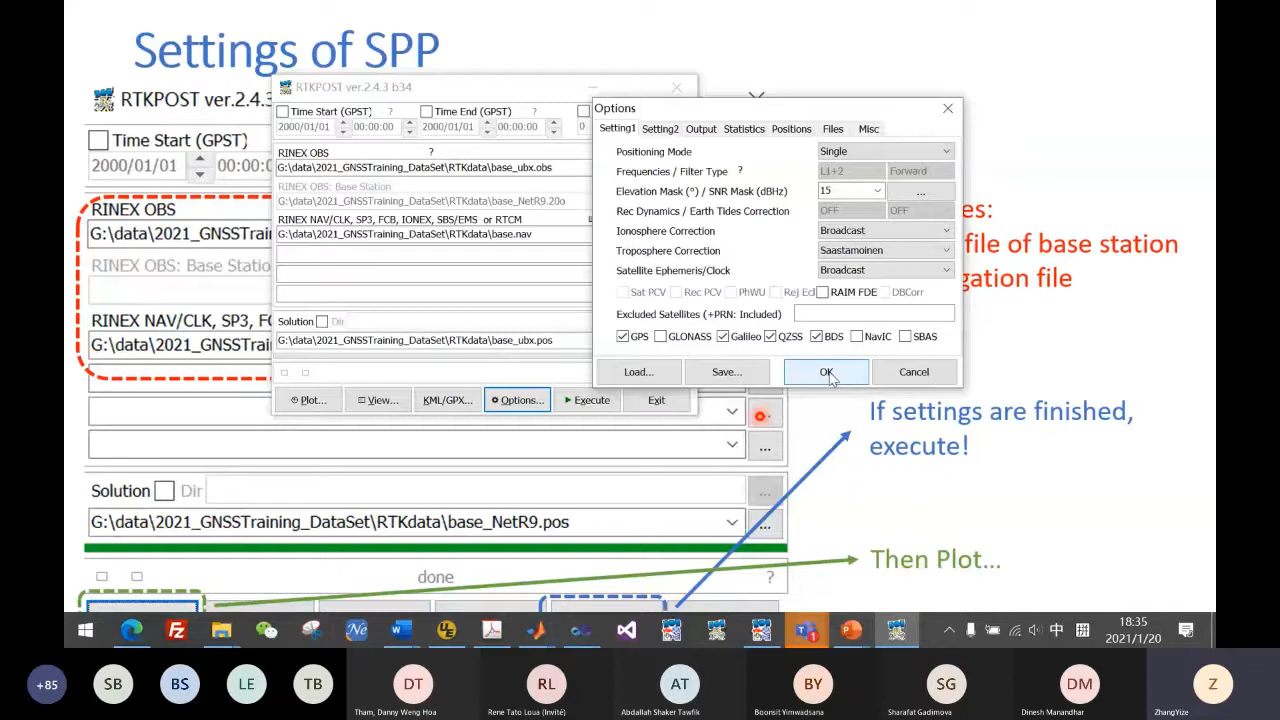 Settings of SPP
RTKPOST ver.2.4.3
Time Start (GPST)
2000/01/01
00:00:0
RINEX OBS
G:\data\2021_GNSSTrai
RINEX OBS: Base Statio
RINEX NAV/CLK, SP3, FC
G:\data\2021_GNSSTrai
Solution
Dir
G:\data\2021_GNSSTraining_DataSet\RTKdata\base_NetR9.pos
...
...
...
done
?
RTKPOST ver.2.4.3 b34
Time Start (GPST) ?
Time End (GPST) ?
2000/01/01 00:00:00 2000/01/01 00:00:00 0
RINEX OBS ?
G:\data\2021_GNSSTraining_DataSet\RTKdata\base_ubx.obs
RINEX OBS: Base Station
G:\data\2021_GNSSTraining_DataSet\RTKdata\base_NetR9.20o
RINEX NAV/CLK, SP3, FCB, IONEX, SBS/EMS or RTCM
G:\data\2021_GNSSTraining_DataSet\RTKdata\base.nav
Solution Dir
G:\data\2021_GNSSTraining_DataSet\RTKdata\base_ubx.pos
Plot... View... KML/GPX... Options... Execute Exit
Options
Setting1 Setting2 Output Statistics Positions Files Misc
Positioning Mode Single
Frequencies / Filter Type ? L1+2 Forward
Elevation Mask (°) / SNR Mask (dBHz) 15 ...
Rec Dynamics / Earth Tides Correction OFF OFF
Ionosphere Correction Broadcast
Troposphere Correction Saastamoinen
Satellite Ephemeris/Clock Broadcast
Sat PCV Rec PCV PhWU Rej Ecl RAIM FDE DBCorr
Excluded Satellites (+PRN: Included)
GPS GLONASS Galileo QZSS BDS NavIC SBAS
Load... Save... OK Cancel
es:
file of base station
gation file
If settings are finished,
execute!
Then Plot...
中 拼
18:35
2021/1/20
+85 SB BS LE TB
DT
Tham, Danny Weng Hoa
RL
Rene Tato Loua (Invité)
AT
Abdallah Shaker Tawfik
BY
Boonsit Yimwadsana
SG
Sharafat Gadimova
DM
Dinesh Manandhar
Z
ZhangYize